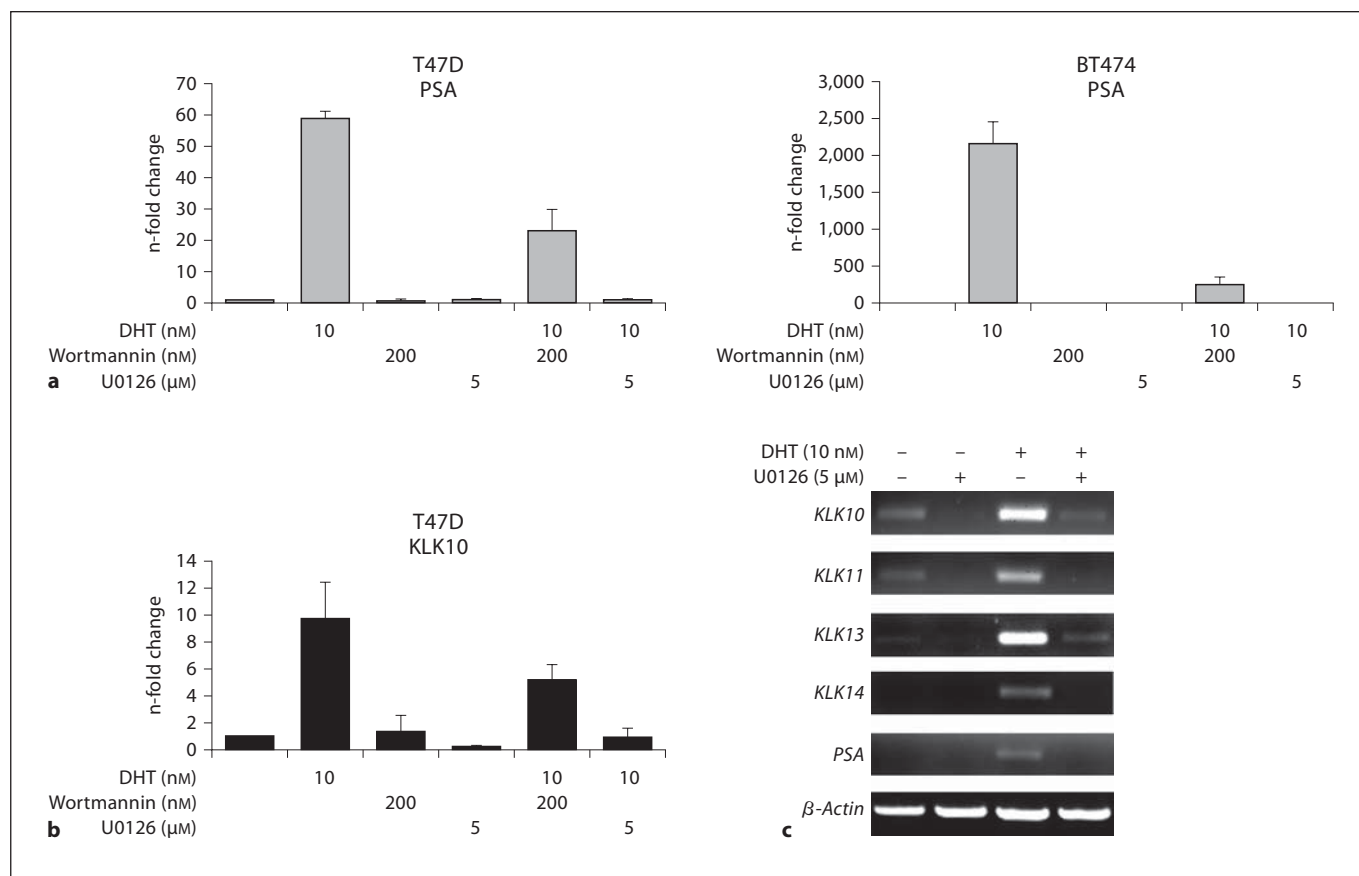 T47D
PSA
n-fold change
70
60
50
40
30
20
10
0
DHT (nM) 10 10 10
Wortmannin (nM) 200 200
a U0126 (µM) 5 5
BT474
PSA
n-fold change
3,000
2,500
2,000
1,500
1,000
500
0
DHT (nM) 10 10 10
Wortmannin (nM) 200 200
U0126 (µM) 5 5
T47D
KLK10
n-fold change
14
12
10
8
6
4
2
0
DHT (nM) 10 10 10
Wortmannin (nM) 200 200
b U0126 (µM) 5 5
DHT (10 nM) – – + +
U0126 (5 µM) – + – +
KLK10
KLK11
KLK13
KLK14
PSA
β-Actin
c